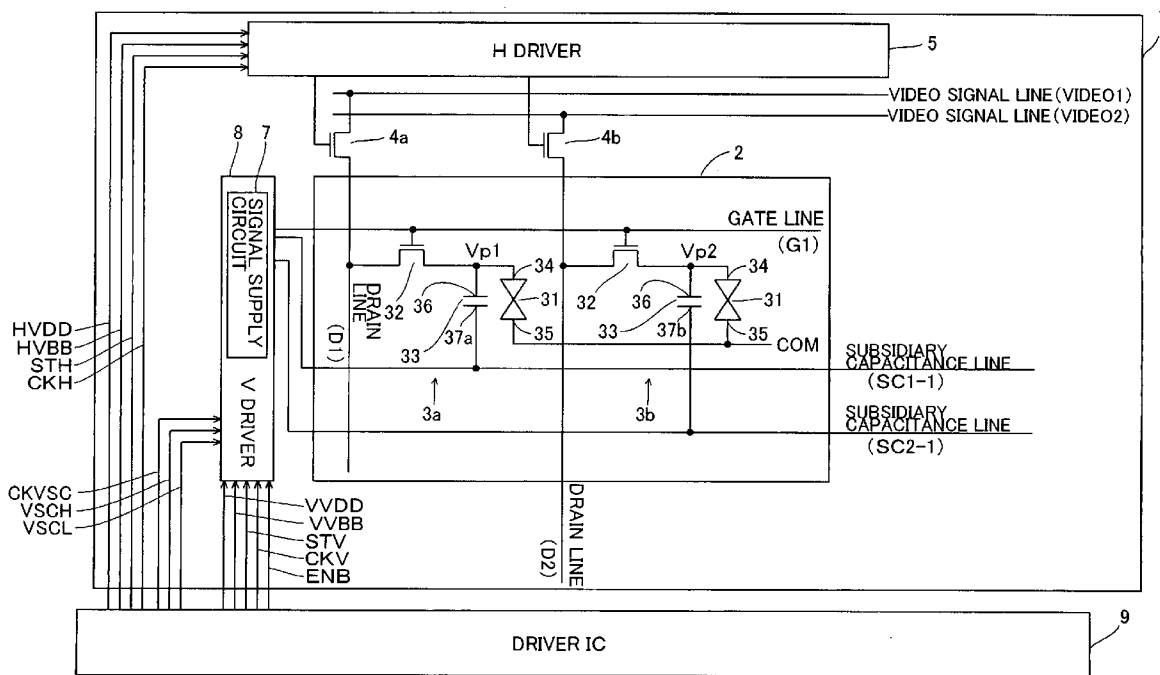 H DRIVER
5
VIDEO SIGNAL LINE(VIDEO1)
VIDEO SIGNAL LINE(VIDEO2)
4a
4b
8
7
2
SIGNAL SUPPLY
CIRCUIT
V DRIVER
GATE LINE
(G1)
Vp1
Vp2
34
34
32
36
31
32
36
31
33
37a
35
33
37b
35
DRAIN
LINE
(D1)
COM
HVDD
HVBB
STH
CKH
SUBSIDIARY
CAPACITANCE LINE
(SC1-1)
3a
3b
SUBSIDIARY
CAPACITANCE LINE
(SC2-1)
CKVSC
VSCH
VSCL
VVDD
VVBB
STV
CKV
ENB
DRAIN LINE
(D2)
DRIVER IC
9